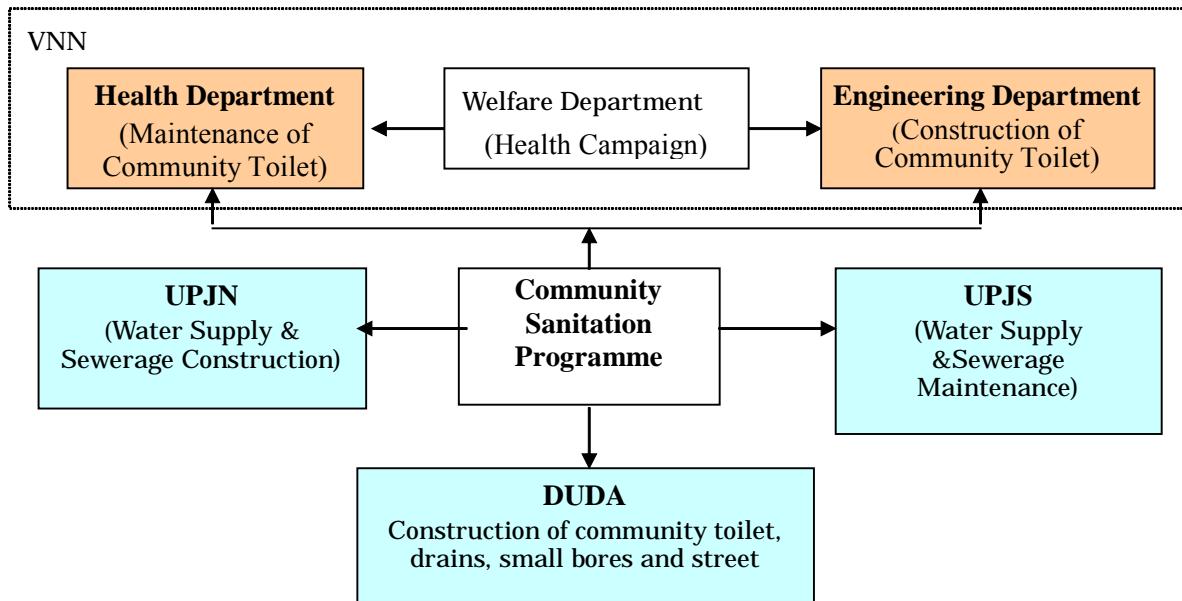 VNN
Health Department
(Maintenance of
Community Toilet)
Welfare Department
(Health Campaign)
Engineering Department
(Construction of
Community Toilet)
UPJN
(Water Supply &
Sewerage Construction)
Community
Sanitation
Programme
UPJS
(Water Supply
&Sewerage
Maintenance)
DUDA
Construction of community toilet,
drains, small bores and street